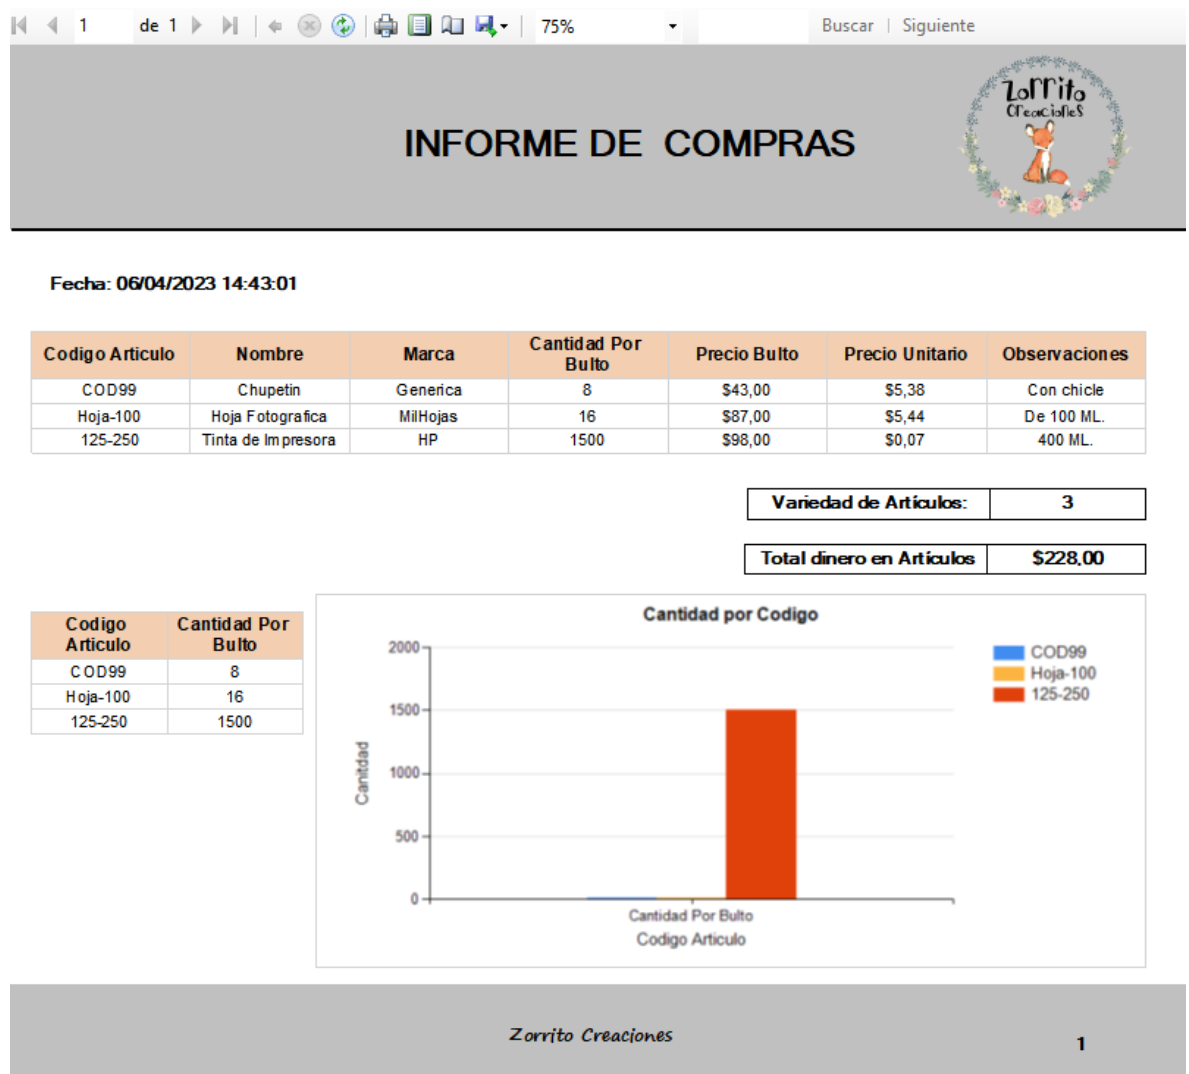 1 de 1 75% Buscar | Siguiente
Zorrito
Creaciones
INFORME DE COMPRAS
Fecha: 06/04/2023 14:43:01
Codigo Articulo Nombre Marca Cantidad Por Bulto Precio Bulto Precio Unitario Observaciones
COD99 Chupetin Generica 8 $43,00 $5,38 Con chicle
Hoja-100 Hoja Fotografica MilHojas 16 $87,00 $5,44 De 100 ML.
125-250 Tinta de Impresora HP 1500 $98,00 $0,07 400 ML.
Variedad de Artículos: 3
Total dinero en Artículos $228,00
Codigo Articulo Cantidad Por Bulto
COD99 8
Hoja-100 16
125-250 1500
Cantidad por Codigo
2000
1500
1000
500
0
Canitdad
Cantidad Por Bulto
Codigo Articulo
COD99
Hoja-100
125-250
Zorrito Creaciones
1